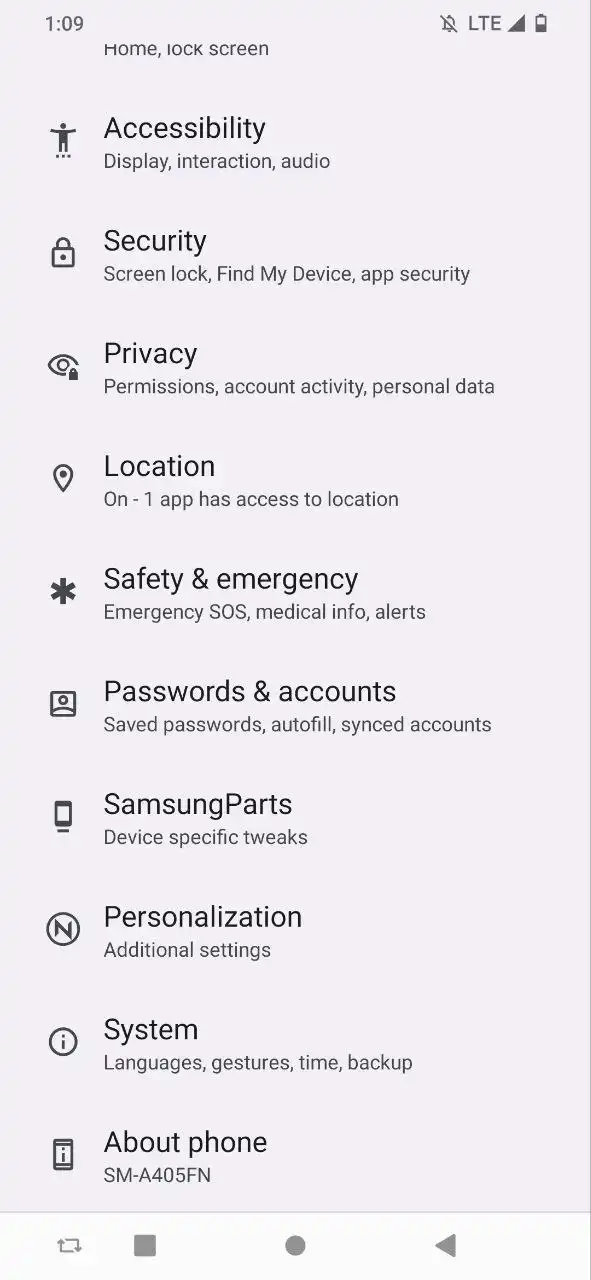 1:09
LTE
Home, lock screen
Accessibility
Display, interaction, audio
Security
Screen lock, Find My Device, app security
Privacy
Permissions, account activity, personal data
Location
On - 1 app has access to location
Safety & emergency
Emergency SOS, medical info, alerts
Passwords & accounts
Saved passwords, autofill, synced accounts
SamsungParts
Device specific tweaks
Personalization
Additional settings
System
Languages, gestures, time, backup
About phone
SM-A405FN